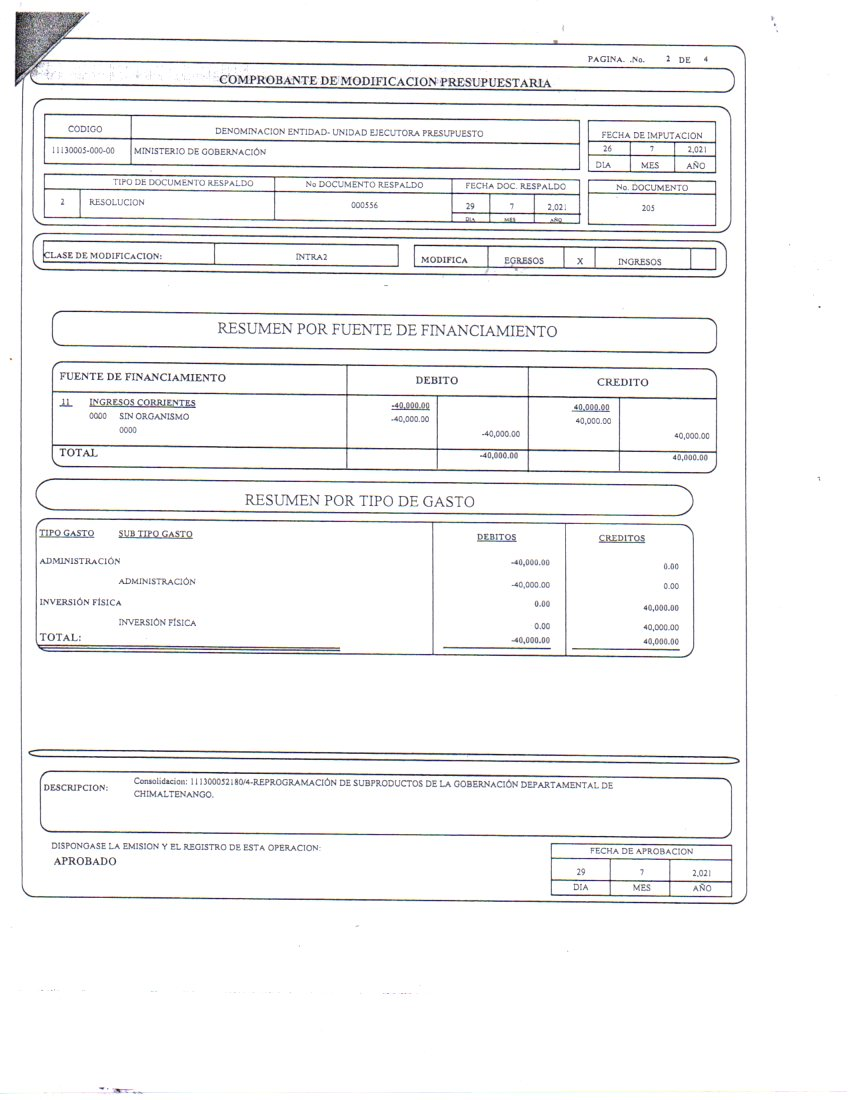 PAGINA. .No. 2 DE 4
COMPROBANTE DE MODIFICACION PRESUPUESTARIA
CODIGO DENOMINACION ENTIDAD- UNIDAD EJECUTORA PRESUPUESTO FECHA DE IMPUTACION
11130005-000-00 MINISTERIO DE GOBERNACIÓN 26 7 2,021
DIA MES AÑO
TIPO DE DOCUMENTO RESPALDO No DOCUMENTO RESPALDO FECHA DOC. RESPALDO No. DOCUMENTO
2 RESOLUCION 000556 29 7 2,021 205
DIA MES AÑO
CLASE DE MODIFICACION: INTRA2 MODIFICA EGRESOS X INGRESOS
RESUMEN POR FUENTE DE FINANCIAMIENTO
FUENTE DE FINANCIAMIENTO DEBITO CREDITO
11 INGRESOS CORRIENTES -40,000.00 40,000.00
0000 SIN ORGANISMO -40,000.00 40,000.00
0000 -40,000.00 40,000.00
TOTAL -40,000.00 40,000.00
RESUMEN POR TIPO DE GASTO
TIPO GASTO SUB TIPO GASTO DEBITOS CREDITOS
ADMINISTRACIÓN -40,000.00 0.00
ADMINISTRACIÓN -40,000.00 0.00
INVERSIÓN FÍSICA 0.00 40,000.00
INVERSIÓN FÍSICA 0.00 40,000.00
TOTAL: -40,000.00 40,000.00
DESCRIPCION: Consolidacion: 111300052180/4-REPROGRAMACIÓN DE SUBPRODUCTOS DE LA GOBERNACIÓN DEPARTAMENTAL DE
CHIMALTENANGO.
DISPONGASE LA EMISION Y EL REGISTRO DE ESTA OPERACION:
APROBADO
FECHA DE APROBACION
29 7 2,021
DIA MES AÑO